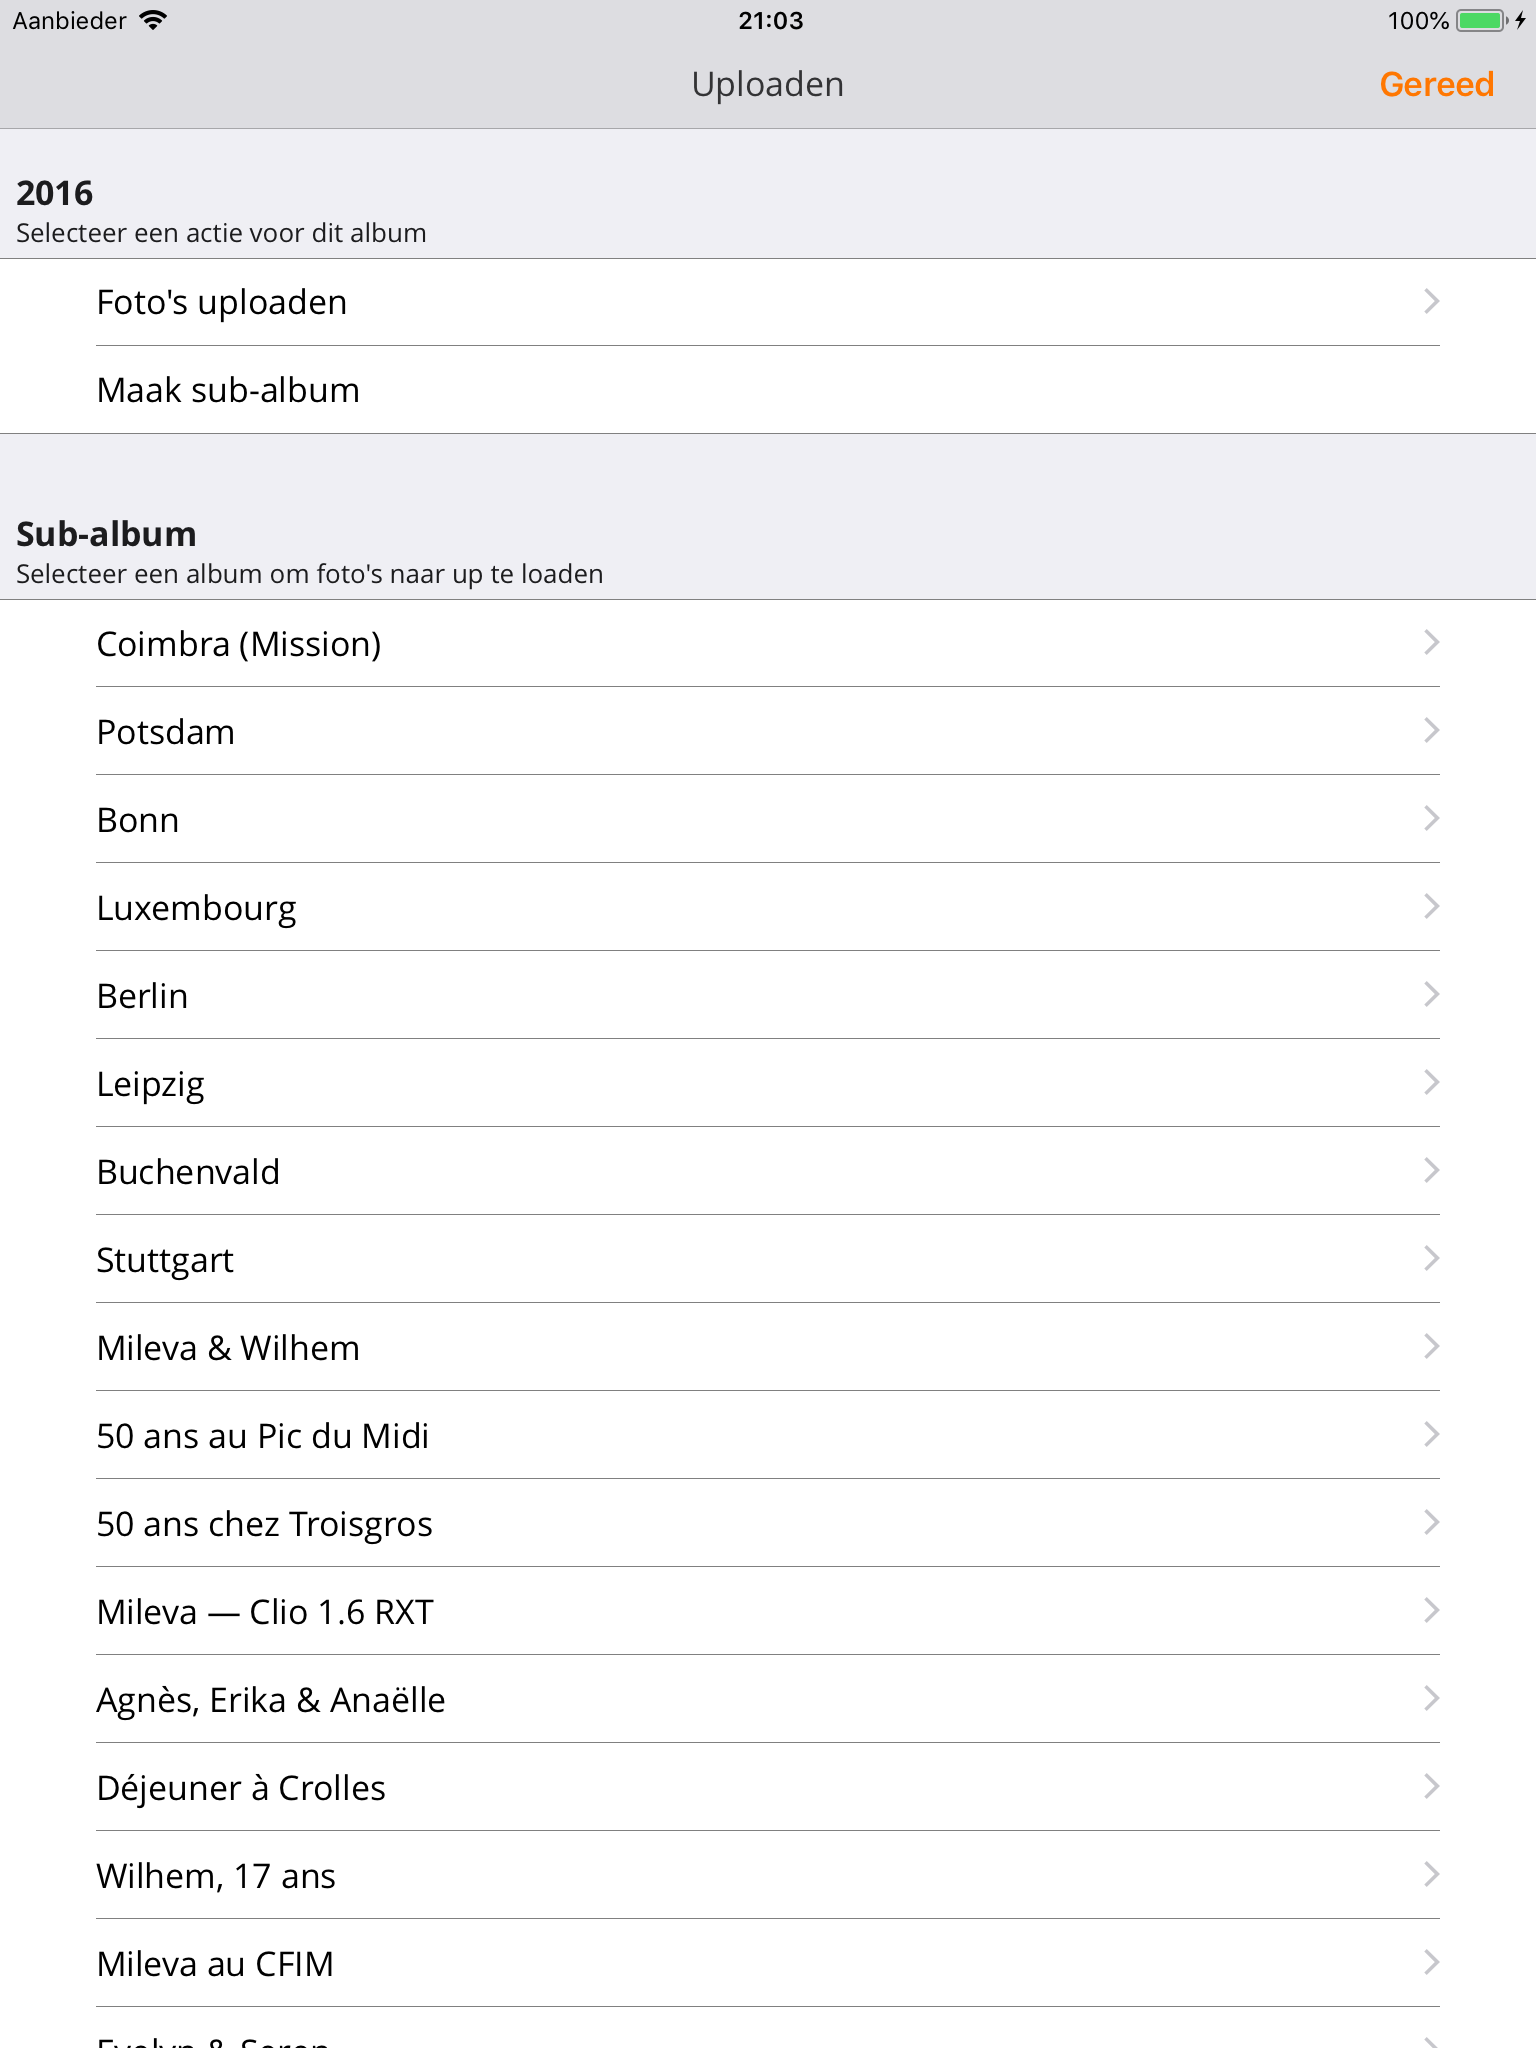 Aanbieder
21:03
100%
Uploaden
Gereed
2016
Selecteer een actie voor dit album
Foto's uploaden
Maak sub-album
Sub-album
Selecteer een album om foto's naar up te loaden
Coimbra (Mission)
Potsdam
Bonn
Luxembourg
Berlin
Leipzig
Buchenvald
Stuttgart
Mileva & Wilhem
50 ans au Pic du Midi
50 ans chez Troisgros
Mileva — Clio 1.6 RXT
Agnès, Erika & Anaëlle
Déjeuner à Crolles
Wilhem, 17 ans
Mileva au CFIM